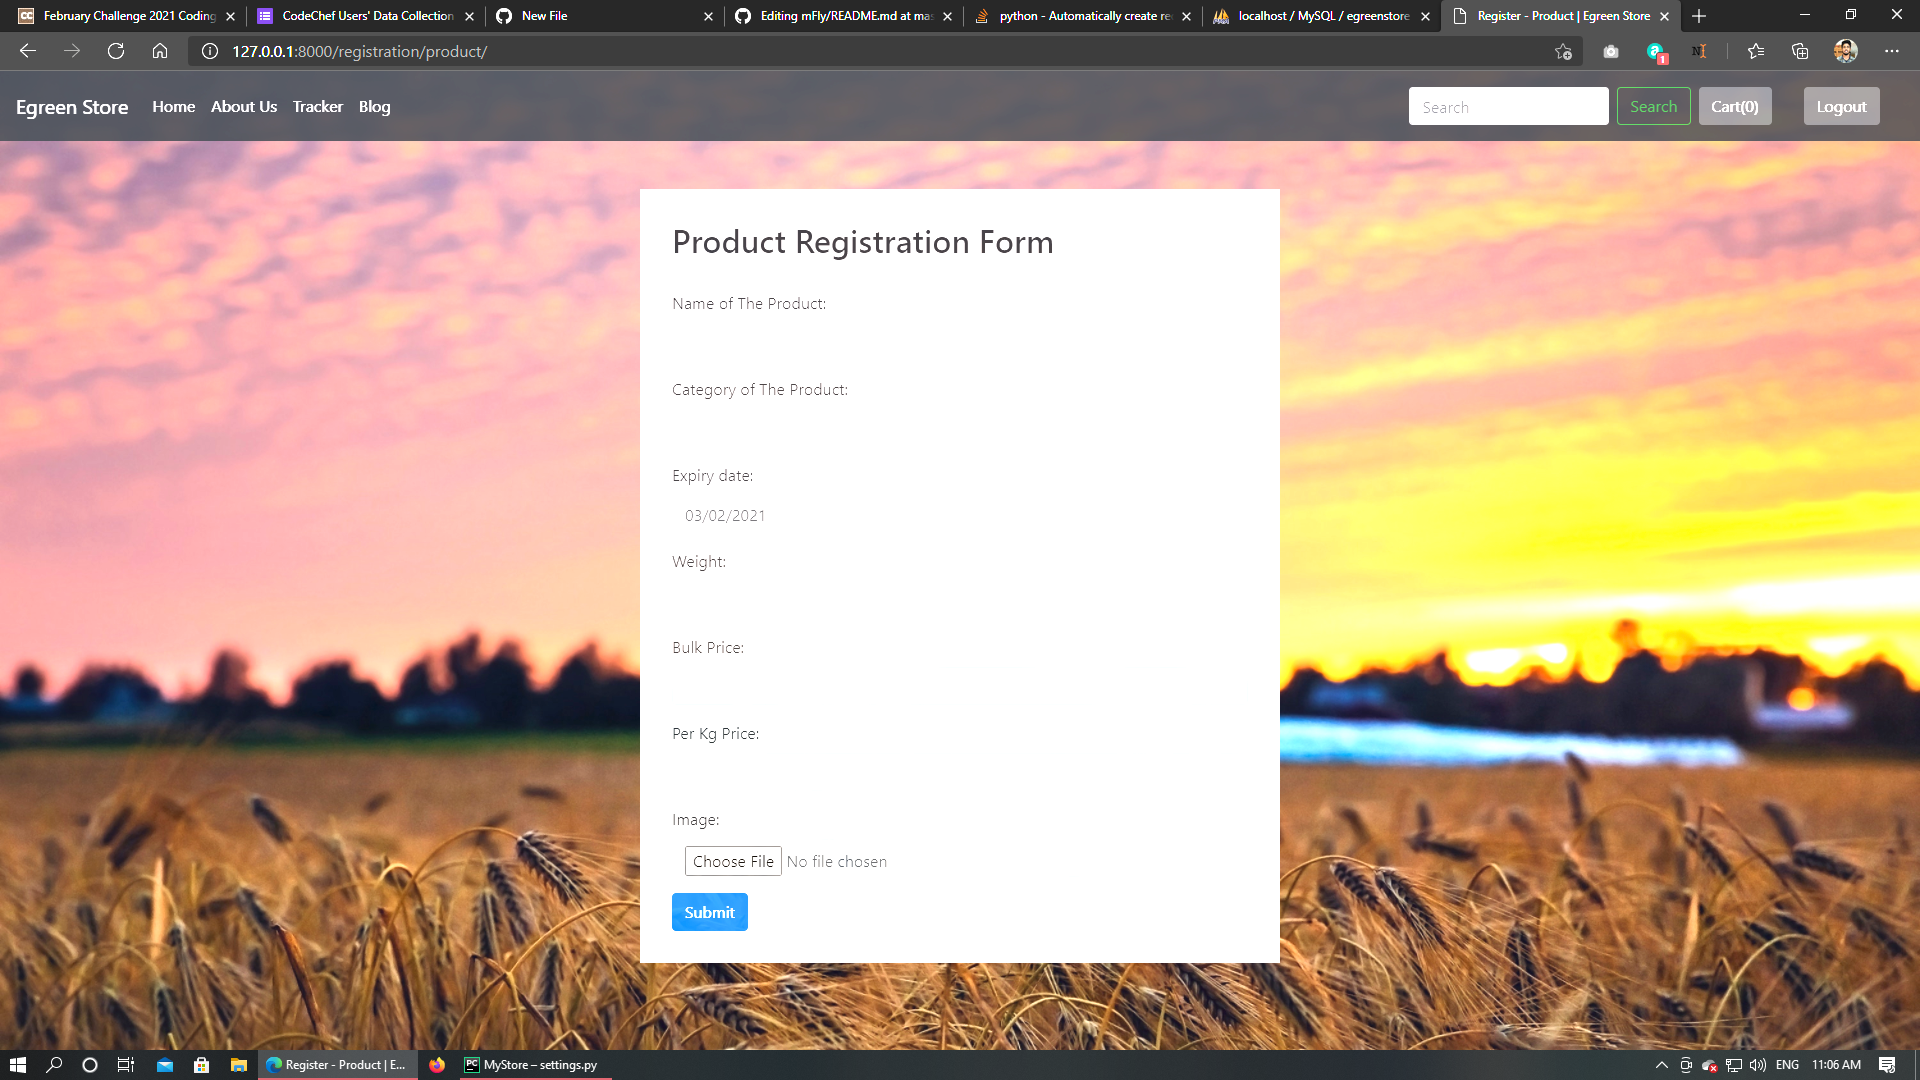 February Challenge 2021 Coding
CodeChef Users' Data Collection
New File
Editing mFly/README.md at mas
python - Automatically create re
localhost / MySQL / egreenstore
Register - Product | Egreen Store
127.0.0.1:8000/registration/product/
1
Egreen Store
Home
About Us
Tracker
Blog
Search
Search
Cart(0)
Logout
Product Registration Form
Name of The Product:
Category of The Product:
Expiry date:
03/02/2021
Weight:
Bulk Price:
Per Kg Price:
Image:
Choose File No file chosen
Submit
Register - Product | E...
MyStore – settings.py
ENG
11:06 AM